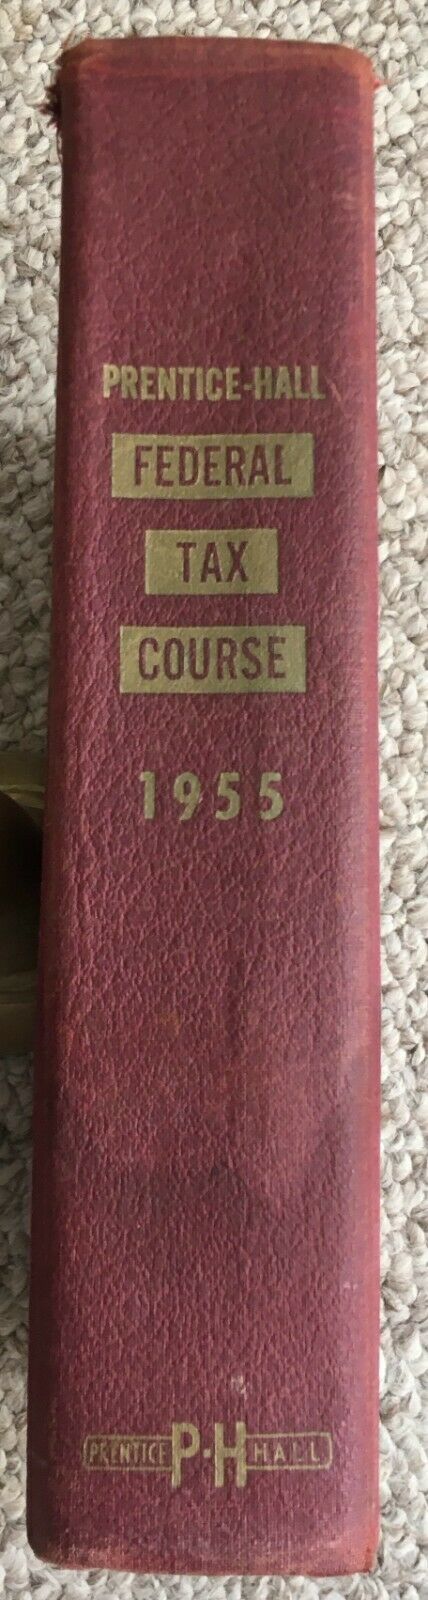 PRENTICE-HALL
FEDERAL
TAX
COURSE
1955
PRENTICE P-H HALL